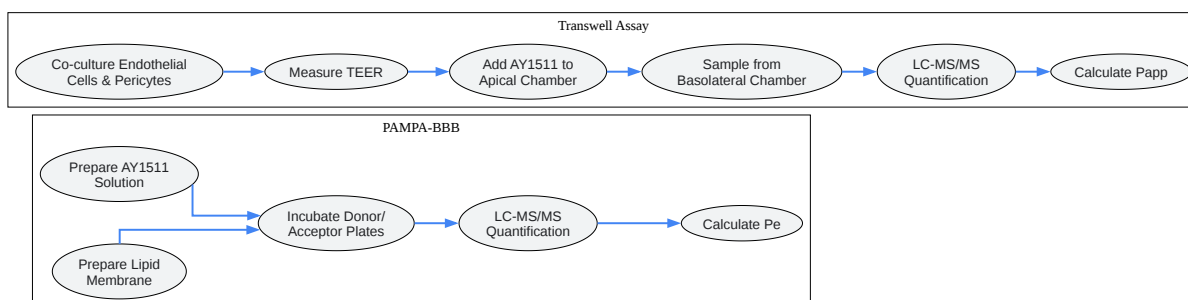 Transwell Assay
Co-culture Endothelial
Cells & Pericytes
Measure TEER
Add AY1511 to
Apical Chamber
Sample from
Basolateral Chamber
LC-MS/MS
Quantification
Calculate Papp
PAMPA-BBB
Prepare AY1511
Solution
Prepare Lipid
Membrane
Incubate Donor/
Acceptor Plates
LC-MS/MS
Quantification
Calculate Pe